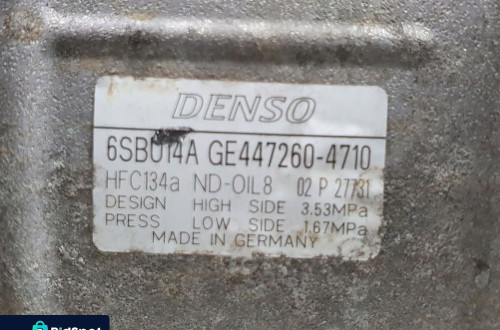 DENSO
6SBU14A GE447260-4710
HFC134a ND-OIL8 02 P 27731
DESIGN HIGH SIDE 3.53MPa
PRESS LOW SIDE 1.67MPa
MADE IN GERMANY
BidSpot